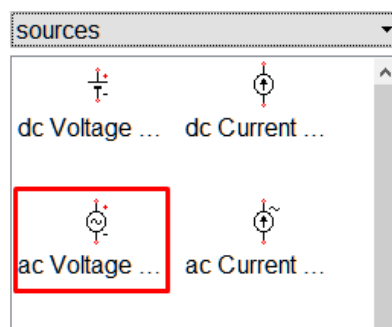 sources
dc Voltage ... dc Current ...
ac Voltage ... ac Current ...